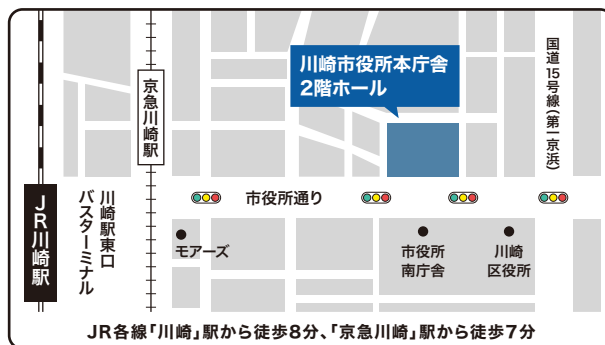 川崎市役所本庁舎
2階ホール
国道15号線(第一京浜)
京急川崎駅
JR川崎駅
川崎駅東口
バスターミナル
市役所通り
モアーズ
市役所
南庁舎
川崎
区役所
JR各線「川崎」駅から徒歩8分、「京急川崎」駅から徒歩7分